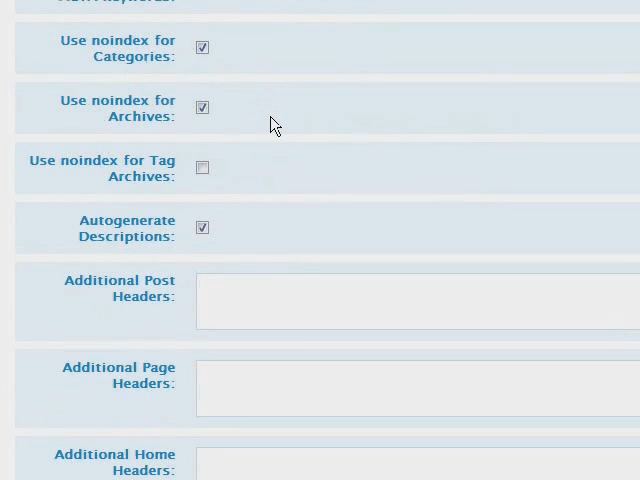 Use noindex for
Categories:
Use noindex for
Archives:
Use noindex for Tag
Archives:
Autogenerate
Descriptions:
Additional Post
Headers:
Additional Page
Headers:
Additional Home
Headers: